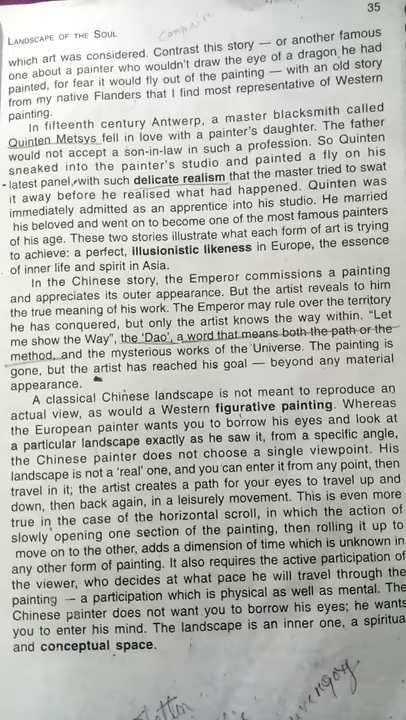 35
LANDSCAPE OF THE SOUL
which art was considered. Contrast this story — or another famous
one about a painter who wouldn't draw the eye of a dragon he had
painted, for fear it would fly out of the painting — with an old story
from my native Flanders that I find most representative of Western
painting.
In fifteenth century Antwerp, a master blacksmith called
Quinten Metsys fell in love with a painter's daughter. The father
would not accept a son-in-law in such a profession. So Quinten
sneaked into the painter's studio and painted a fly on his
latest panel, with such delicate realism that the master tried to swat
it away before he realised what had happened. Quinten was
immediately admitted as an apprentice into his studio. He married
his beloved and went on to become one of the most famous painters
of his age. These two stories illustrate what each form of art is trying
to achieve: a perfect, illusionistic likeness in Europe, the essence
of inner life and spirit in Asia.
In the Chinese story, the Emperor commissions a painting
and appreciates its outer appearance. But the artist reveals to him
the true meaning of his work. The Emperor may rule over the territory
he has conquered, but only the artist knows the way within. “Let
me show the Way”, the ‘Dao’, a word that means both the path or the
method, and the mysterious works of the Universe. The painting is
gone, but the artist has reached his goal — beyond any material
appearance.
A classical Chinese landscape is not meant to reproduce an
actual view, as would a Western figurative painting. Whereas
the European painter wants you to borrow his eyes and look at
a particular landscape exactly as he saw it, from a specific angle,
the Chinese painter does not choose a single viewpoint. His
landscape is not a ‘real’ one, and you can enter it from any point, then
travel in it; the artist creates a path for your eyes to travel up and
down, then back again, in a leisurely movement. This is even more
true in the case of the horizontal scroll, in which the action of
slowly opening one section of the painting, then rolling it up to
move on to the other, adds a dimension of time which is unknown in
any other form of painting. It also requires the active participation of
the viewer, who decides at what pace he will travel through the
painting — a participation which is physical as well as mental. The
Chinese painter does not want you to borrow his eyes; he wants
you to enter his mind. The landscape is an inner one, a spiritua
and conceptual space.